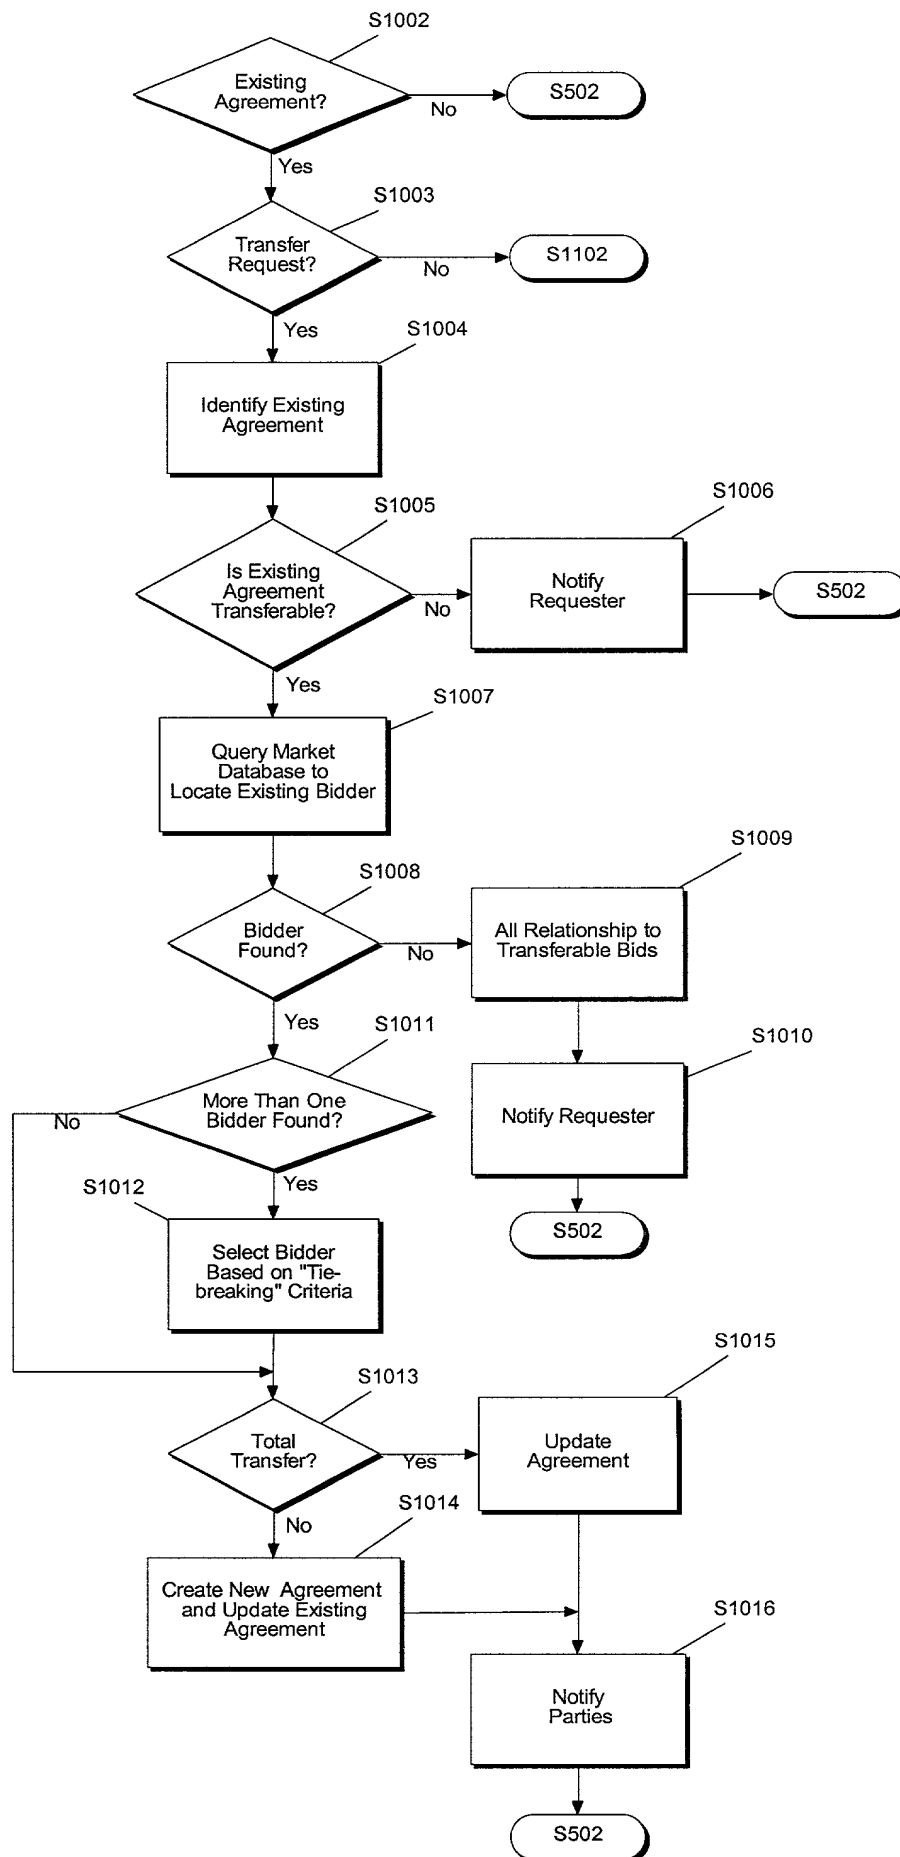 S1002
Existing
Agreement?
No
S502
Yes
S1003
Transfer
Request?
No
S1102
Yes
S1004
Identify Existing
Agreement
S1005
Is Existing
Agreement
Transferable?
No
S1006
Notify
Requester
S502
Yes
S1007
Query Market
Database to
Locate Existing Bidder
S1008
Bidder
Found?
No
S1009
All Relationship to
Transferable Bids
Yes
S1010
Notify Requester
S502
S1011
More Than One
Bidder Found?
No
Yes
S1012
Select Bidder
Based on "Tie-
breaking" Criteria
S1013
Total
Transfer?
Yes
S1015
Update
Agreement
No
S1014
Create New Agreement
and Update Existing
Agreement
S1016
Notify
Parties
S502